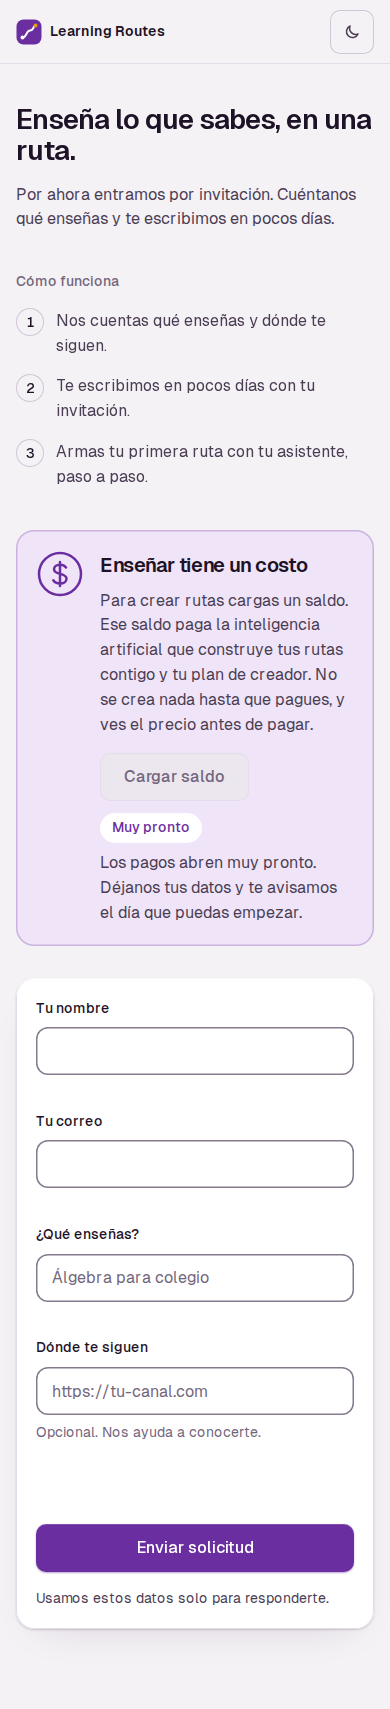 Learning Routes
Enseña lo que sabes, en una
ruta.
Por ahora entramos por invitación. Cuéntanos
qué enseñas y te escribimos en pocos días.
Cómo funciona
1 Nos cuentas qué enseñas y dónde te
siguen.
2 Te escribimos en pocos días con tu
invitación.
3 Armas tu primera ruta con tu asistente,
paso a paso.
$
Enseñar tiene un costo
Para crear rutas cargas un saldo.
Ese saldo paga la inteligencia
artificial que construye tus rutas
contigo y tu plan de creador. No
se crea nada hasta que pagues, y
ves el precio antes de pagar.
Cargar saldo
Muy pronto
Los pagos abren muy pronto.
Déjanos tus datos y te avisamos
el día que puedas empezar.
Tu nombre
Tu correo
¿Qué enseñas?
Álgebra para colegio
Dónde te siguen
https://tu-canal.com
Opcional. Nos ayuda a conocerte.
Enviar solicitud
Usamos estos datos solo para responderte.